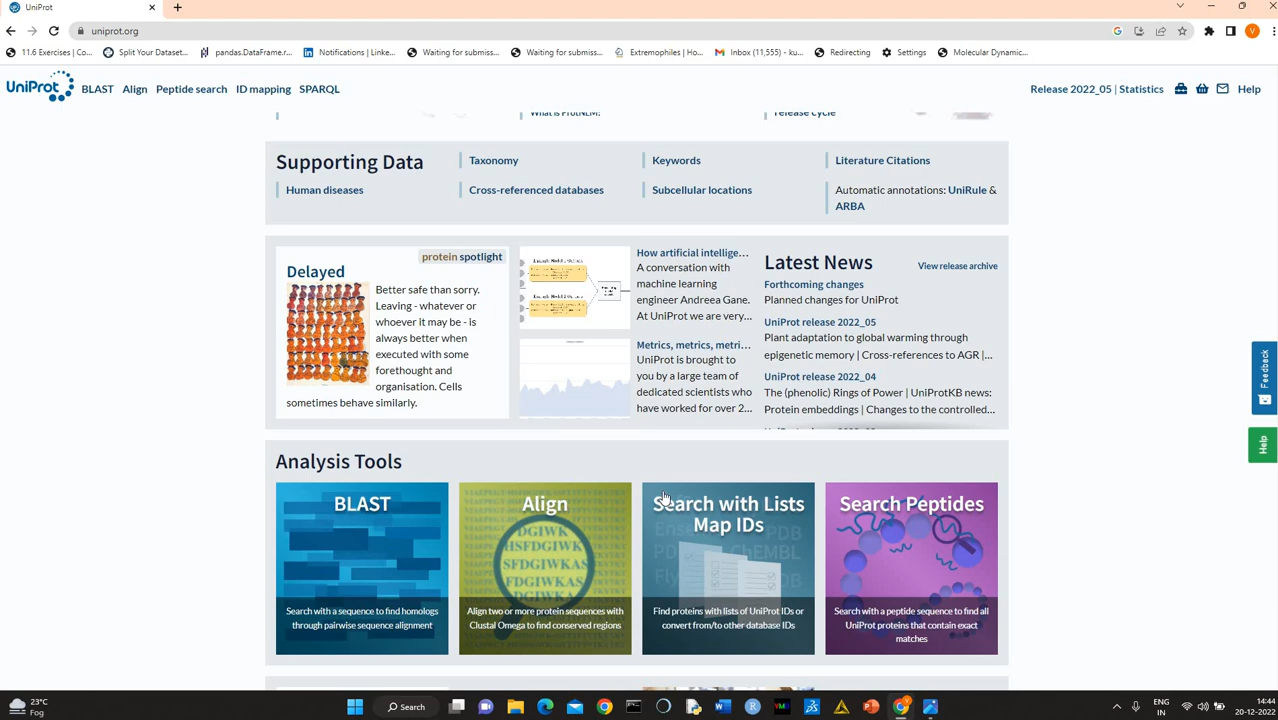 UniProt
uniprot.org
11.6 Exercises | Co...
Split Your Dataset...
pandas.DataFrame.r...
Notifications | Linke...
Waiting for submiss...
Waiting for submiss...
Extremophiles | Ho...
Inbox (11,555) - ku...
Redirecting
Settings
Molecular Dynamic...
UniProt
BLAST
Align
Peptide search
ID mapping
SPARQL
Release 2022_05 | Statistics
Help
What is ProtNLM?
release cycle
Supporting Data
Taxonomy
Keywords
Literature Citations
Human diseases
Cross-referenced databases
Subcellular locations
Automatic annotations: UniRule &
ARBA
protein spotlight
Delayed
Better safe than sorry.
Leaving - whatever or
whoever it may be - is
always better when
executed with some
forethought and
organisation. Cells
sometimes behave similarly.
How artificial intellige...
A conversation with
machine learning
engineer Andreea Gane.
At UniProt we are very...
Metrics, metrics, metri...
UniProt is brought to
you by a large team of
dedicated scientists who
have worked for over 2...
Latest News
View release archive
Forthcoming changes
Planned changes for UniProt
UniProt release 2022_05
Plant adaptation to global warming through
epigenetic memory | Cross-references to AGR |...
UniProt release 2022_04
The (phenolic) Rings of Power | UniProtKB news:
Protein embeddings | Changes to the controlled...
Feedback
Help
Analysis Tools
BLAST
Search with a sequence to find homologs
through pairwise sequence alignment
Align
DGIWK
HSFDGIWK
SFDGIWKAS
FDGIWKAS
Align two or more protein sequences with
Clustal Omega to find conserved regions
Search with Lists
Map IDs
Find proteins with lists of UniProt IDs or
convert from/to other database IDs
Search Peptides
Search with a peptide sequence to find all
UniProt proteins that contain exact
matches
23°C
Fog
Search
ENG
IN
14:44
20-12-2022